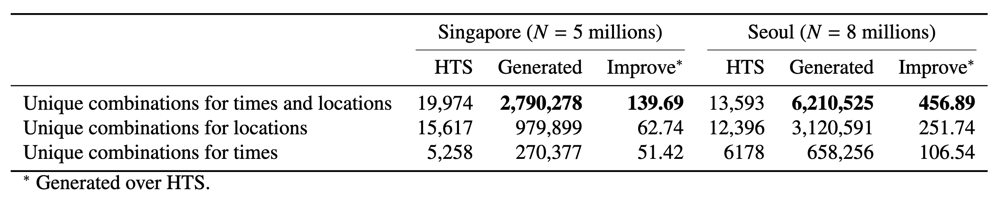 Singapore (N = 5 millions) Seoul (N = 8 millions)
HTS Generated Improve* HTS Generated Improve*
Unique combinations for times and locations 19,974 2,790,278 139.69 13,593 6,210,525 456.89
Unique combinations for locations 15,617 979,899 62.74 12,396 3,120,591 251.74
Unique combinations for times 5,258 270,377 51.42 6178 658,256 106.54
* Generated over HTS.